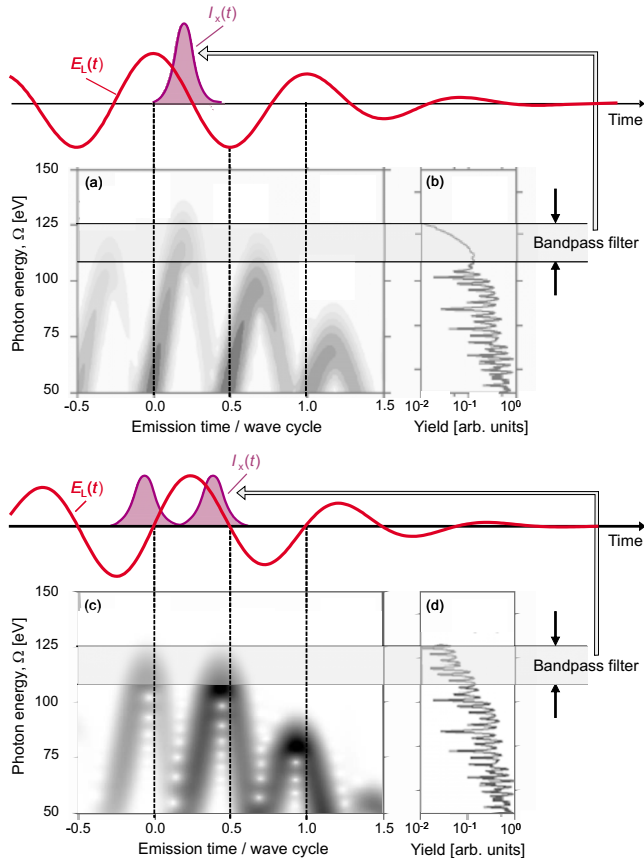 I_x(t)
E_L(t)
Time
Photon energy, Ω [eV]
150
125
100
75
50
(a)
(b)
Bandpass filter
-0.5 0.0 0.5 1.0 1.5
10^-2 10^-1 10^0
Emission time / wave cycle
Yield [arb. units]
E_L(t)
I_x(t)
Time
Photon energy, Ω [eV]
150
125
100
75
50
(c)
(d)
Bandpass filter
-0.5 0.0 0.5 1.0 1.5
10^-2 10^-1 10^0
Emission time / wave cycle
Yield [arb. units]